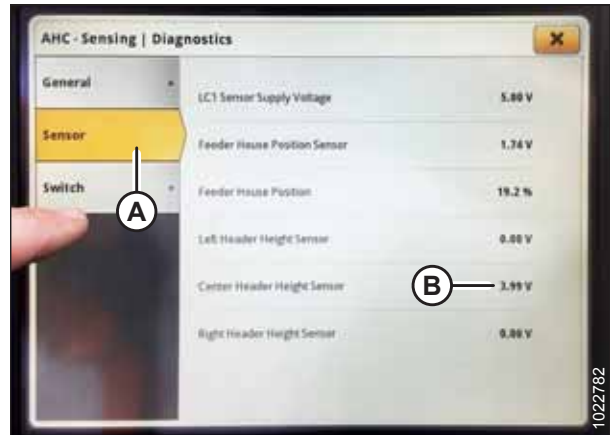 AHC - Sensing | Diagnostics
General
Sensor
Switch
LC1 Sensor Supply Voltage 5.00 V
Feeder House Position Sensor 1.74 V
Feeder House Position 19.2 %
Left Header Height Sensor 0.00 V
Center Header Height Sensor 3.99 V
Right Header Height Sensor 0.00 V
A
B
1022782